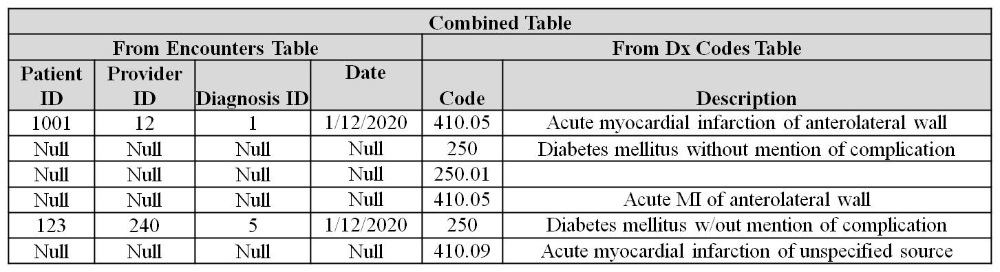 Combined Table
From Encounters Table From Dx Codes Table
Patient ID Provider ID Diagnosis ID Date Code Description
1001 12 1 1/12/2020 410.05 Acute myocardial infarction of anterolateral wall
Null Null Null Null 250 Diabetes mellitus without mention of complication
Null Null Null Null 250.01
Null Null Null Null 410.05 Acute MI of anterolateral wall
123 240 5 1/12/2020 250 Diabetes mellitus w/out mention of complication
Null Null Null Null 410.09 Acute myocardial infarction of unspecified source